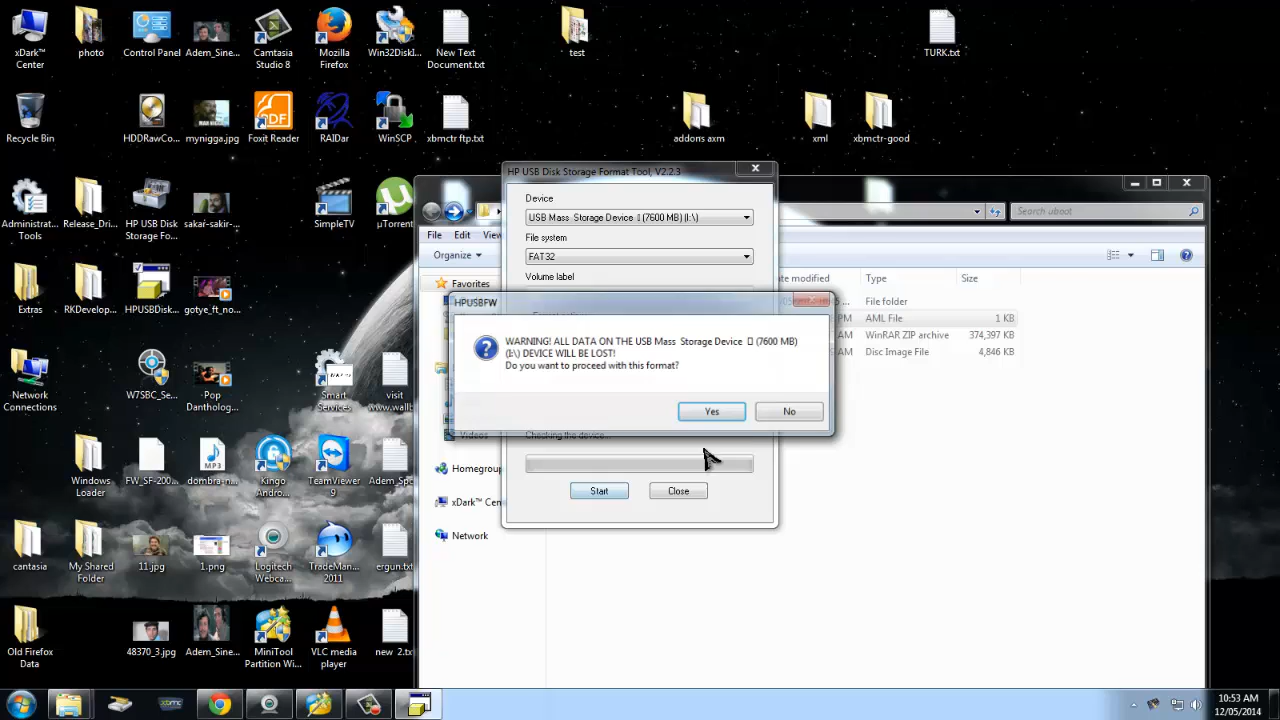 xDark™ Center
photo
Control Panel
Adem_Sine...
Camtasia Studio 8
Mozilla Firefox
Win32DiskI...
New Text Document.txt
test
TURK.txt
Recycle Bin
HDDRawCo...
mynigga.jpg
Foxit Reader
RAIDar
WinSCP
xbmctr ftp.txt
addons axm
xml
xbmctr-good
Administrat... Tools
Release_Dri...
HP USB Disk Storage Fo...
sakar-sakir-...
SimpleTV
µTorrent
HP USB Disk Storage Format Tool, V2.2.3
Device
USB Mass Storage Device (7600 MB) (I:\)
File system
FAT32
Volume label
Search ulroot
File Edit
Organize
Favorites
Type
Size
File folder
AML File
1 KB
WinRAR ZIP archive
374,397 KB
Disc Image File
4,846 KB
Extras
RKDevelop...
HPUSBDisk...
gotye_ft_no...
HPUSBFW
WARNING! ALL DATA ON THE USB Mass Storage Device (7600 MB)
(I:\) DEVICE WILL BE LOST!
Do you want to proceed with this format?
Yes
No
Checking the device...
Start
Close
Network Connections
W7SBC_Se...
Pop Dantholog...
Smart Services
visit www.wallb...
Videos
Homegroup
xDark™ Cen
Network
Windows Loader
FW_SF-200...
dombra-n...
MP3
Kingo Andro...
TeamViewer 9
Adem_Spo...
cantasia
My Shared Folder
11.jpg
1.png
Logitech Webca...
TradeMan... 2011
ergun.txt
Old Firefox Data
48370_3.jpg
Adem_Sine...
MiniTool Partition Wi...
VLC media player
new 2.txt
10:53 AM
12/05/2014